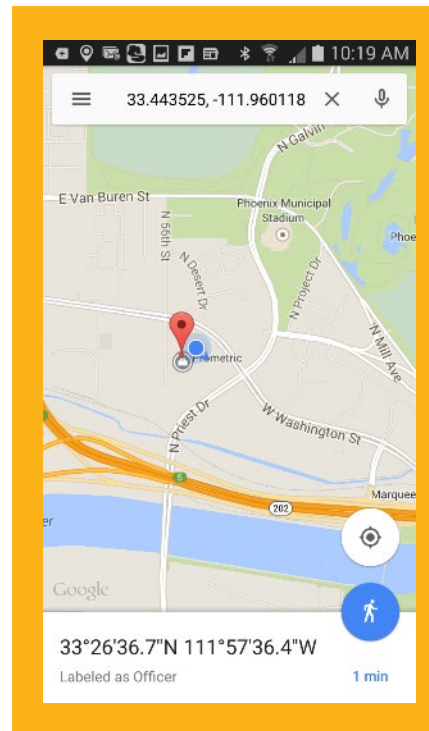 10:19 AM
33.443525, -111.960118
N Galvin
E Van Buren St
Phoenix Municipal
Stadium
N 56th St
Phoe
N Desert Dr
N Project Dr
N Mill Ave
Prometric
N Priest Dr
W Washington St
5
202
Marquee
er
Google
33°26'36.7"N 111°57'36.4"W
Labeled as Officer
1 min